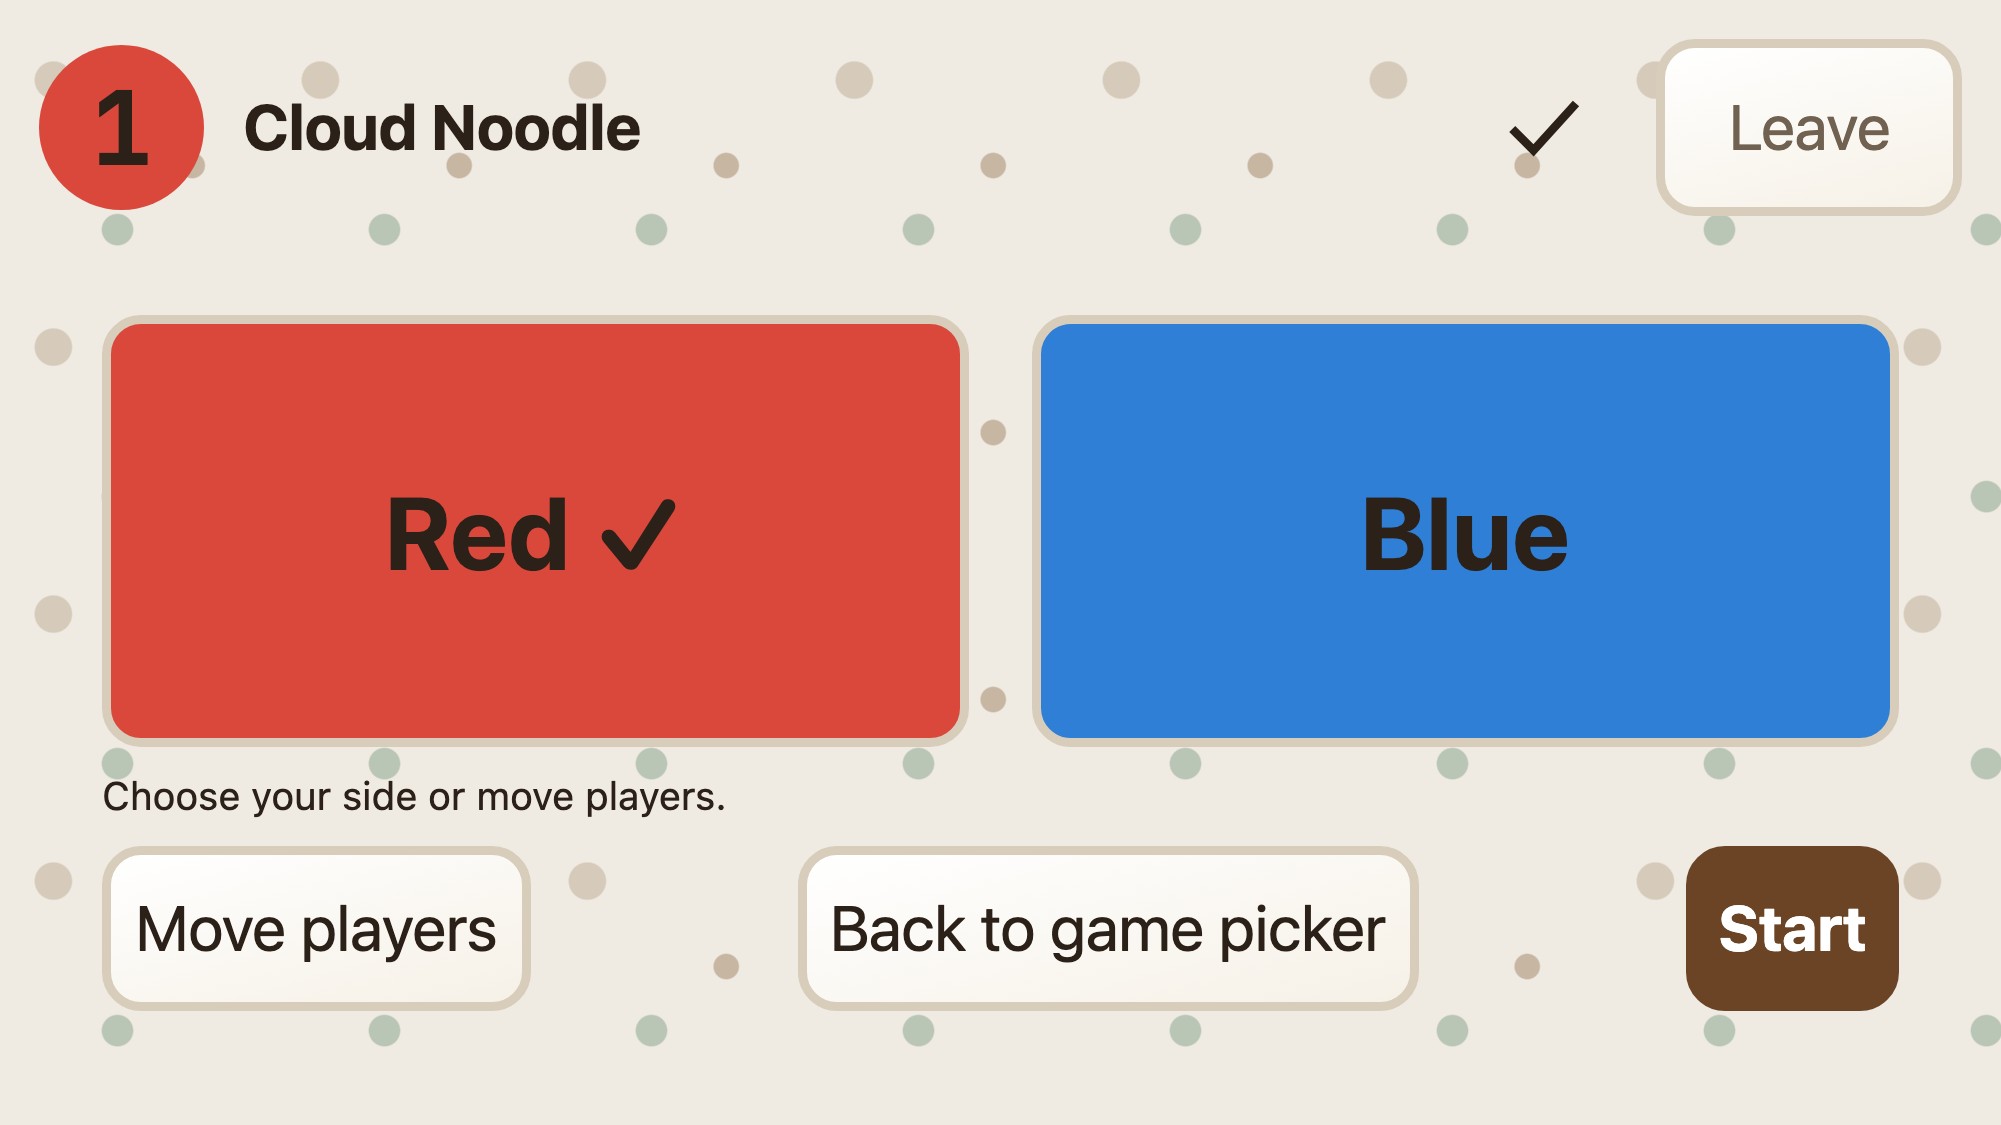 1 Cloud Noodle ✓ Leave
Red ✓
Blue
Choose your side or move players.
Move players
Back to game picker
Start